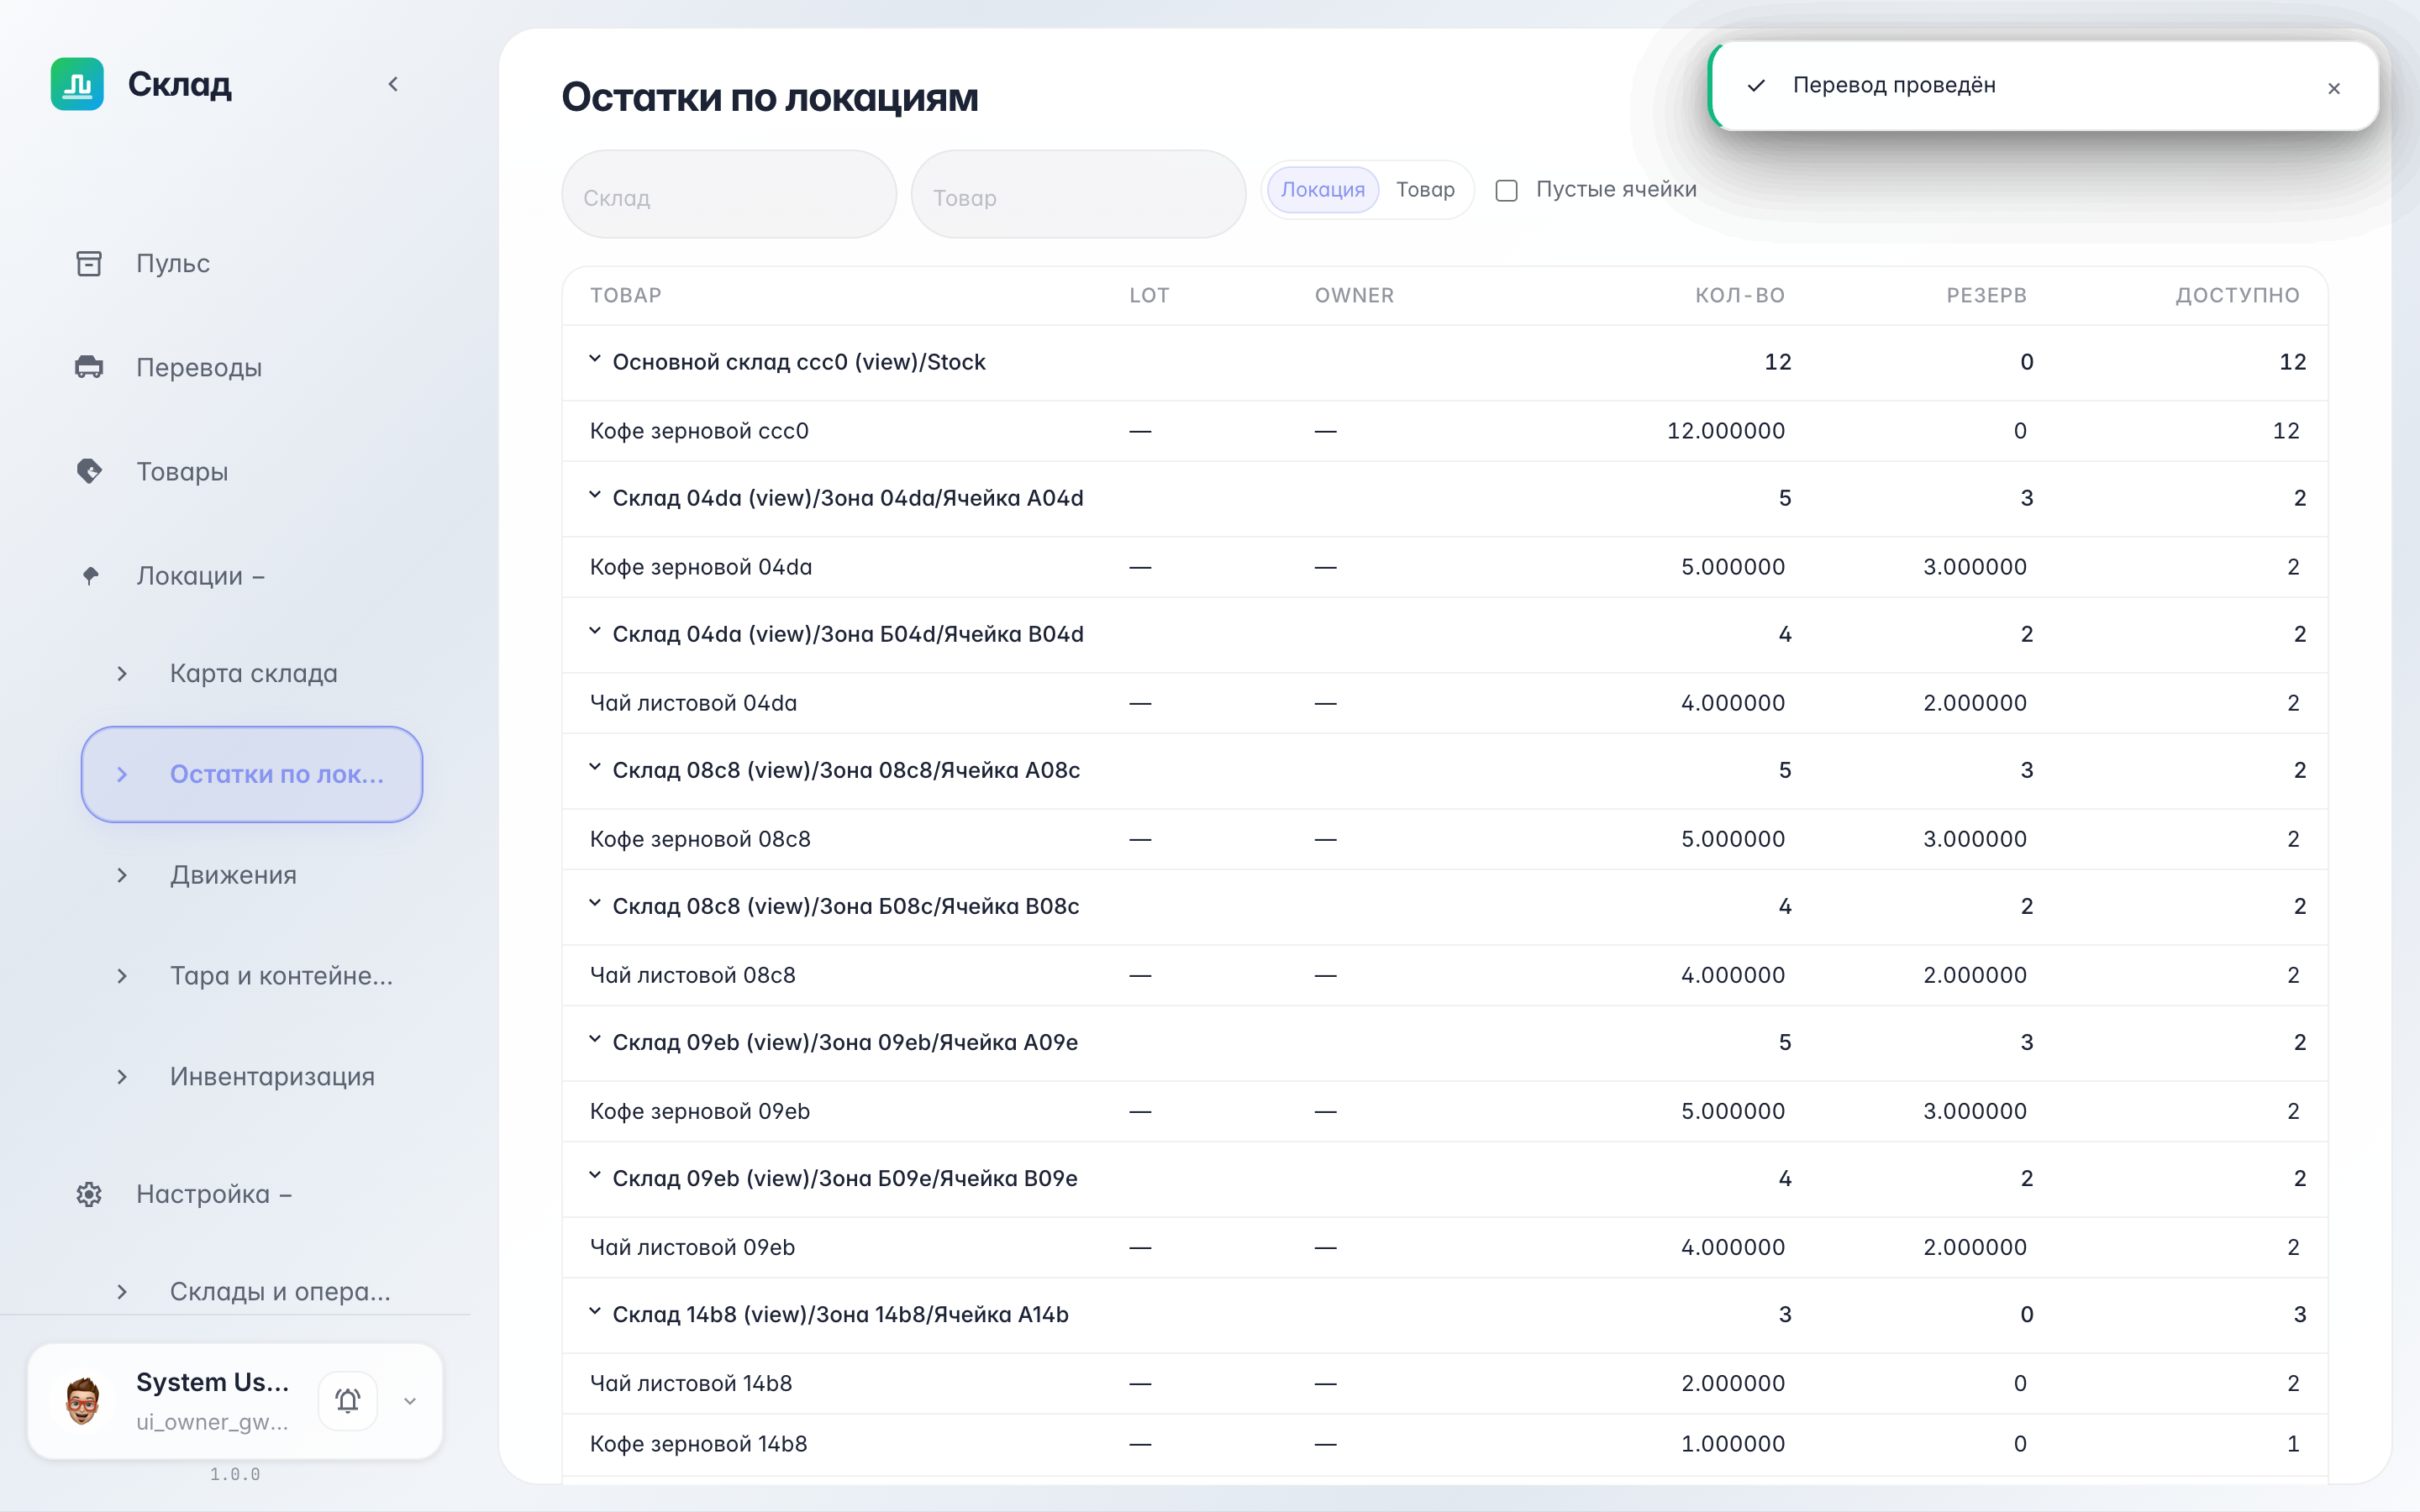 Склад
Пульс
Переводы
Товары
Локации –
Карта склада
Остатки по лок...
Движения
Тара и контейне...
Инвентаризация
Настройка –
Склады и опера...
System Us...
ui_owner_gw...
1.0.0
Остатки по локациям
Перевод проведён
Склад
Товар
Локация Товар
Пустые ячейки
ТОВАР LOT OWNER КОЛ-ВО РЕЗЕРВ ДОСТУПНО
Основной склад ccc0 (view)/Stock 12 0 12
Кофе зерновой ccc0 — — 12.000000 0 12
Склад 04da (view)/Зона 04da/Ячейка A04d 5 3 2
Кофе зерновой 04da — — 5.000000 3.000000 2
Склад 04da (view)/Зона Б04d/Ячейка B04d 4 2 2
Чай листовой 04da — — 4.000000 2.000000 2
Склад 08c8 (view)/Зона 08c8/Ячейка A08c 5 3 2
Кофе зерновой 08c8 — — 5.000000 3.000000 2
Склад 08c8 (view)/Зона Б08c/Ячейка B08c 4 2 2
Чай листовой 08c8 — — 4.000000 2.000000 2
Склад 09eb (view)/Зона 09eb/Ячейка A09e 5 3 2
Кофе зерновой 09eb — — 5.000000 3.000000 2
Склад 09eb (view)/Зона Б09e/Ячейка B09e 4 2 2
Чай листовой 09eb — — 4.000000 2.000000 2
Склад 14b8 (view)/Зона 14b8/Ячейка A14b 3 0 3
Чай листовой 14b8 — — 2.000000 0 2
Кофе зерновой 14b8 — — 1.000000 0 1